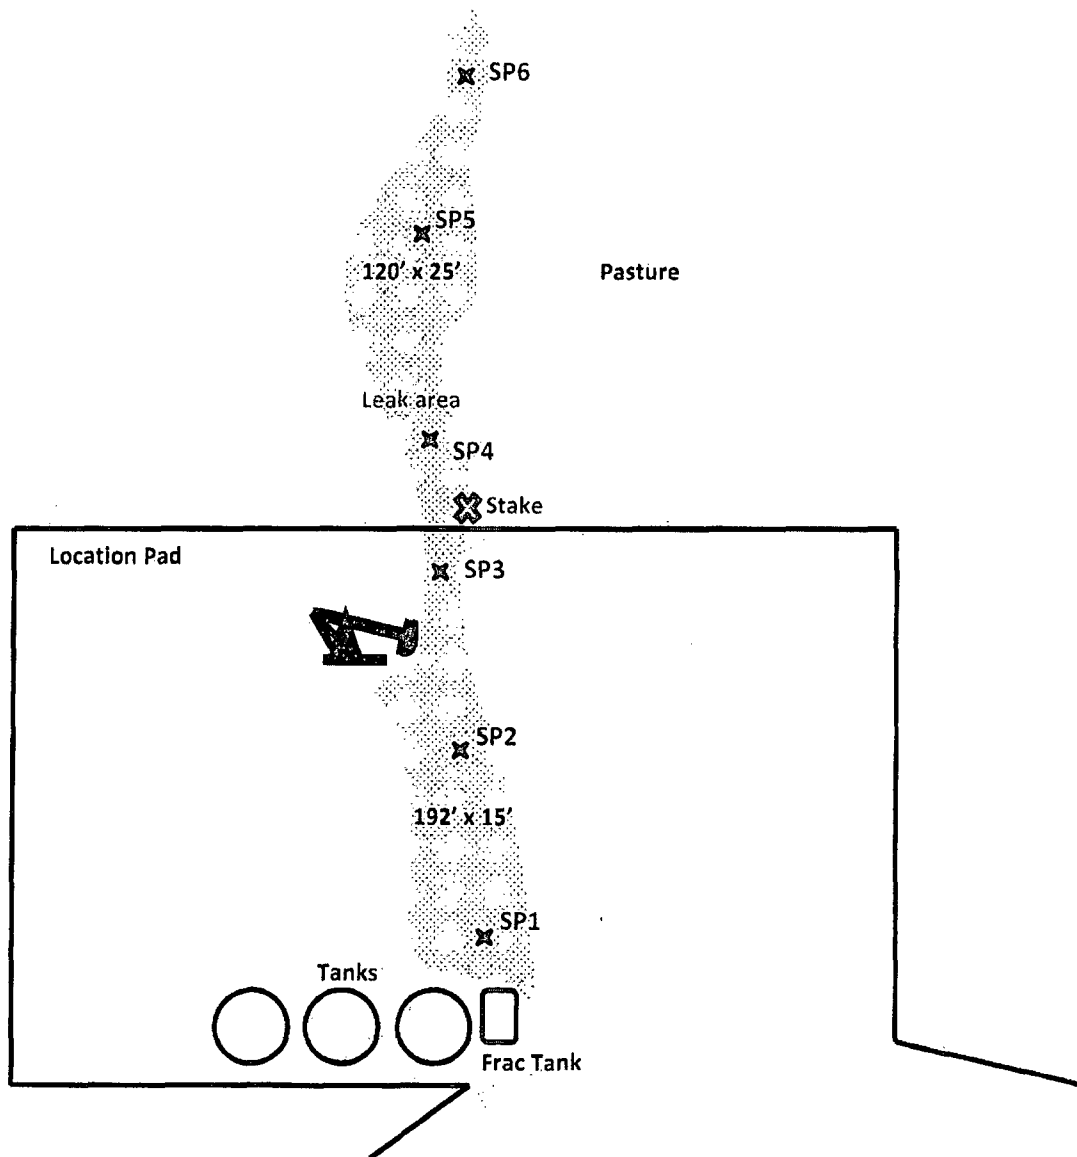 SP6
SP5
120' x 25'
Pasture
Leak area
SP4
Stake
Location Pad
SP3
SP2
192' x 15'
SP1
Tanks
Frac Tank